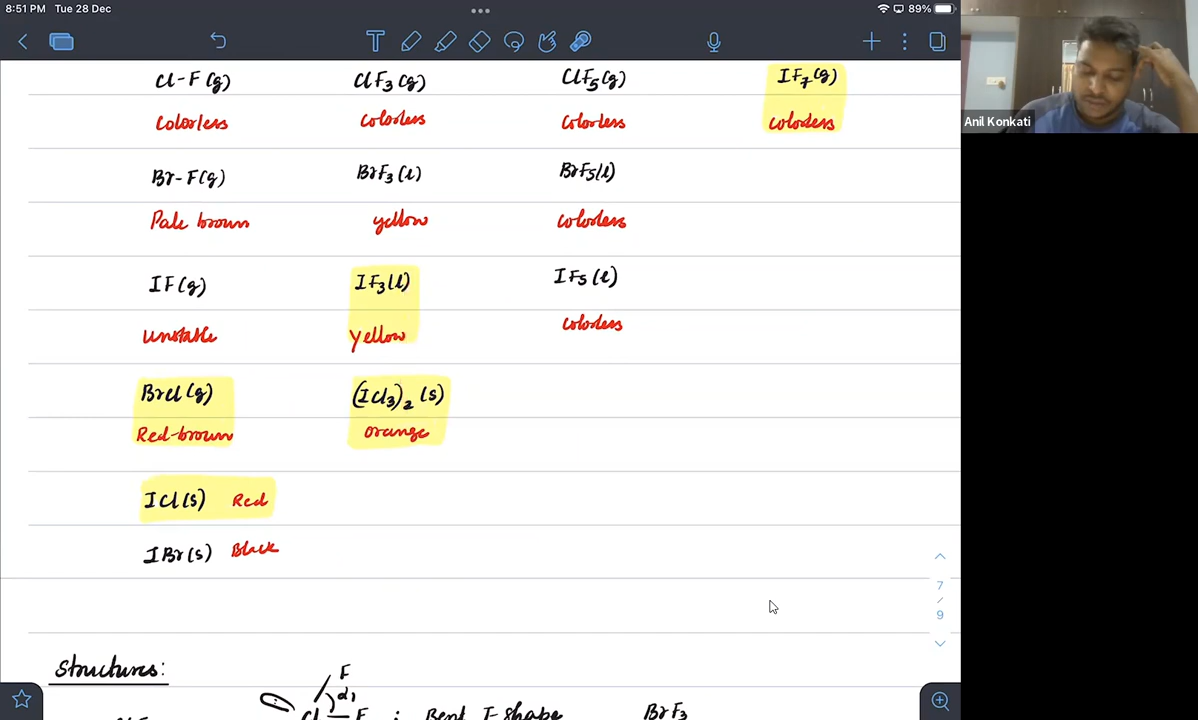 8:51 PM Tue 28 Dec 89%
Cl-F(g) ClF3(g) ClF5(g) IF7(g)
Colorless colorless Colorless colorless
Anil Konkati
Br-F(g) BrF3(l) BrF5(l)
Pale brown yellow colorless
IF(g) IF3(l) IF5(l)
Unstable Yellow colorless
BrCl(g) (ICl3)2(s)
Red-brown orange
ICl(s) Red
IBr(s) Black
7
/
9
Structures:
F
α1
Cl-F : Bent T-shape BrF3